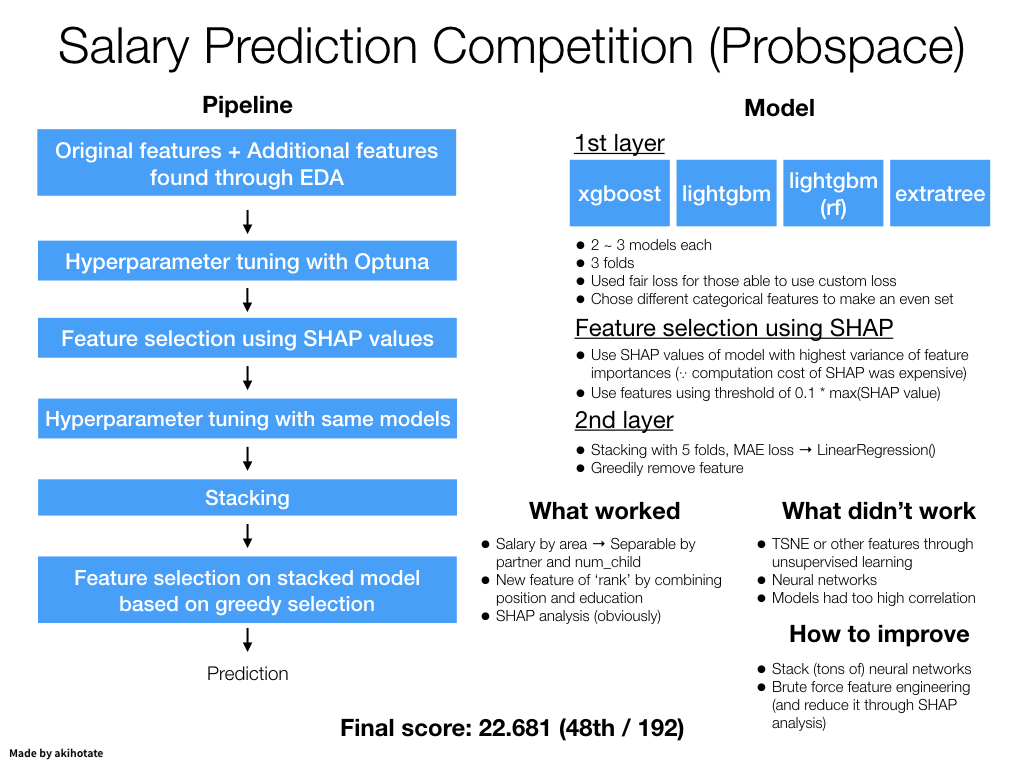 Salary Prediction Competition (Probspace)
Pipeline
Original features + Additional features
found through EDA
↓
Hyperparameter tuning with Optuna
↓
Feature selection using SHAP values
↓
Hyperparameter tuning with same models
↓
Stacking
↓
Feature selection on stacked model
based on greedy selection
↓
Prediction
Model
1st layer
xgboost
lightgbm
lightgbm
(rf)
extratree
● 2 ~ 3 models each
● 3 folds
● Used fair loss for those able to use custom loss
● Chose different categorical features to make an even set
Feature selection using SHAP
● Use SHAP values of model with highest variance of feature
importances (∵ computation cost of SHAP was expensive)
● Use features using threshold of 0.1 * max(SHAP value)
2nd layer
● Stacking with 5 folds, MAE loss → LinearRegression()
● Greedily remove feature
What worked
● Salary by area → Separable by
partner and num_child
● New feature of ‘rank’ by combining
position and education
● SHAP analysis (obviously)
What didn’t work
● TSNE or other features through
unsupervised learning
● Neural networks
● Models had too high correlation
How to improve
● Stack (tons of) neural networks
● Brute force feature engineering
(and reduce it through SHAP
analysis)
Final score: 22.681 (48th / 192)
Made by akihotate